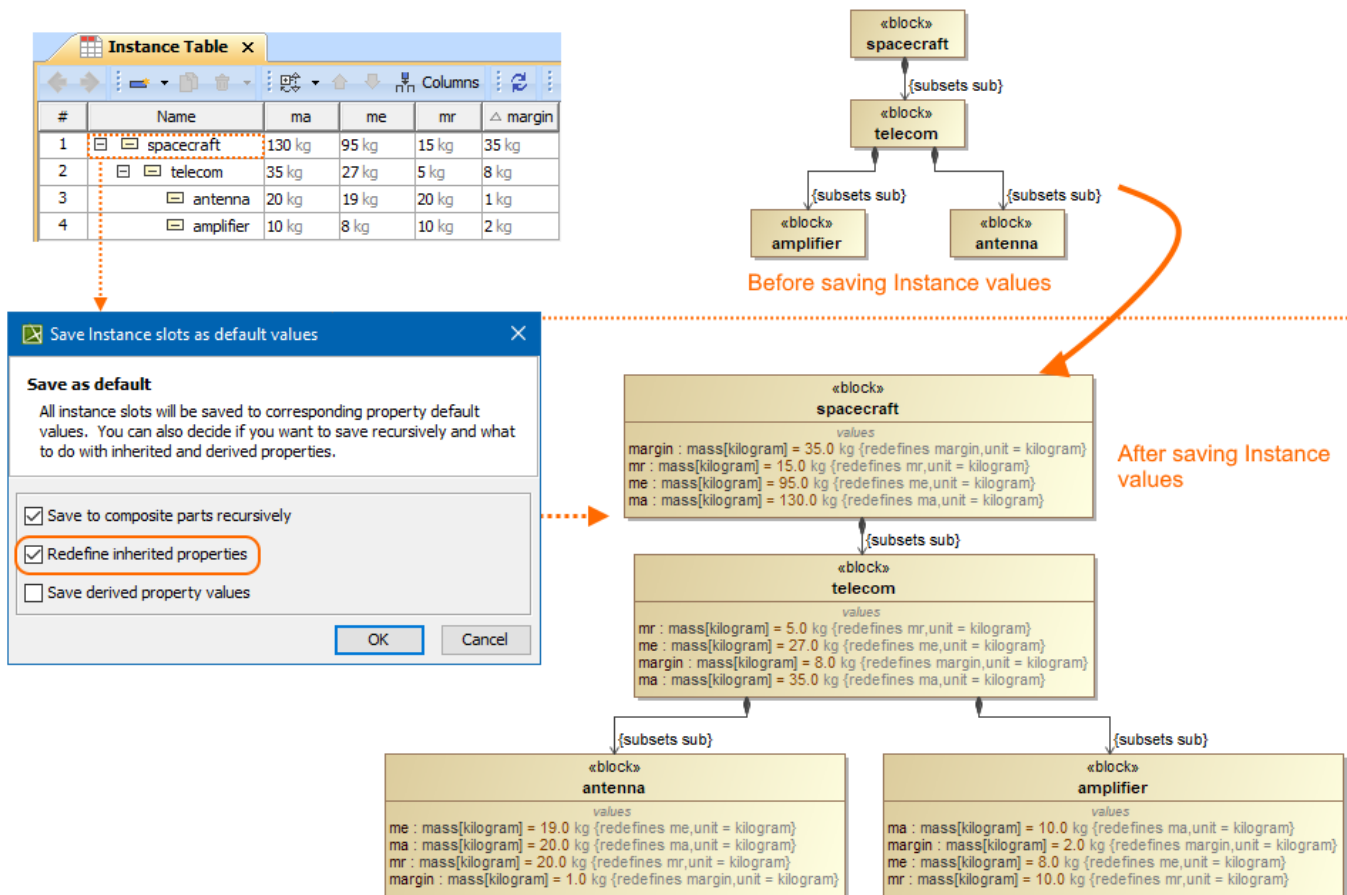 Instance Table ×
Columns
# Name ma me mr △ margin
1 spacecraft 130 kg 95 kg 15 kg 35 kg
2 telecom 35 kg 27 kg 5 kg 8 kg
3 antenna 20 kg 19 kg 20 kg 1 kg
4 amplifier 10 kg 8 kg 10 kg 2 kg
«block»
spacecraft
{subsets sub}
«block»
telecom
{subsets sub} {subsets sub}
«block»
amplifier
«block»
antenna
Before saving Instance values
Save Instance slots as default values
Save as default
All instance slots will be saved to corresponding property default
values. You can also decide if you want to save recursively and what
to do with inherited and derived properties.
Save to composite parts recursively
Redefine inherited properties
Save derived property values
OK Cancel
«block»
spacecraft
values
margin : mass[kilogram] = 35.0 kg {redefines margin,unit = kilogram}
mr : mass[kilogram] = 15.0 kg {redefines mr,unit = kilogram}
me : mass[kilogram] = 95.0 kg {redefines me,unit = kilogram}
ma : mass[kilogram] = 130.0 kg {redefines ma,unit = kilogram}
After saving Instance
values
{subsets sub}
«block»
telecom
values
mr : mass[kilogram] = 5.0 kg {redefines mr,unit = kilogram}
me : mass[kilogram] = 27.0 kg {redefines me,unit = kilogram}
margin : mass[kilogram] = 8.0 kg {redefines margin,unit = kilogram}
ma : mass[kilogram] = 35.0 kg {redefines ma,unit = kilogram}
{subsets sub} {subsets sub}
«block»
antenna
values
me : mass[kilogram] = 19.0 kg {redefines me,unit = kilogram}
ma : mass[kilogram] = 20.0 kg {redefines ma,unit = kilogram}
mr : mass[kilogram] = 20.0 kg {redefines mr,unit = kilogram}
margin : mass[kilogram] = 1.0 kg {redefines margin,unit = kilogram}
«block»
amplifier
values
ma : mass[kilogram] = 10.0 kg {redefines ma,unit = kilogram}
margin : mass[kilogram] = 2.0 kg {redefines margin,unit = kilogram}
me : mass[kilogram] = 8.0 kg {redefines me,unit = kilogram}
mr : mass[kilogram] = 10.0 kg {redefines mr,unit = kilogram}